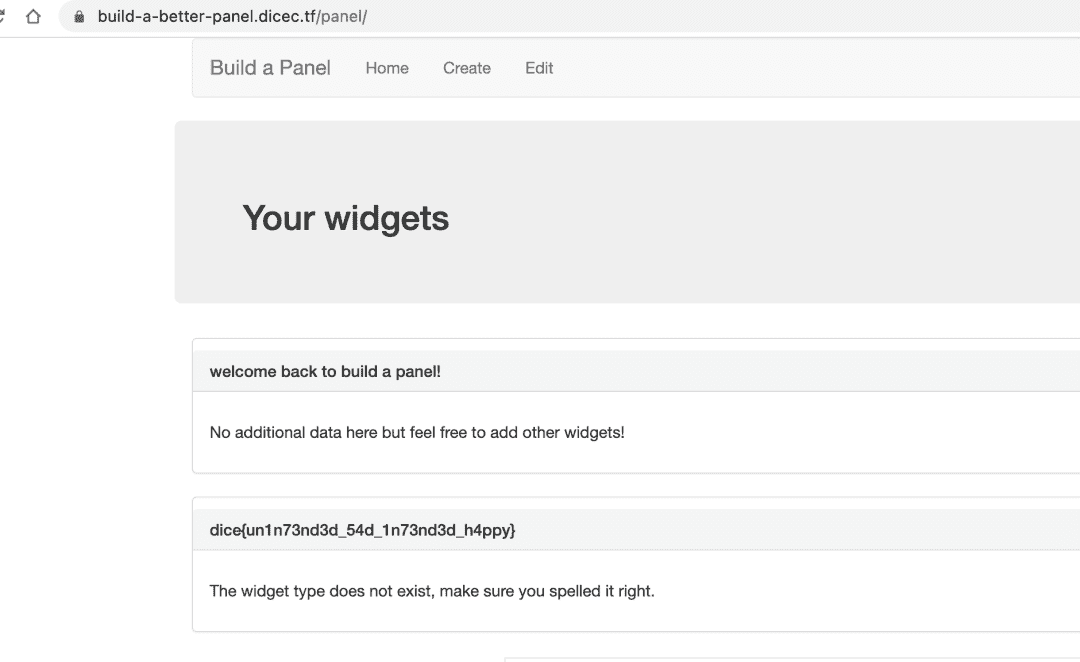 build-a-better-panel.dicec.tf/panel/
Build a Panel Home Create Edit
Your widgets
welcome back to build a panel!
No additional data here but feel free to add other widgets!
dice{un1n73nd3d_54d_1n73nd3d_h4ppy}
The widget type does not exist, make sure you spelled it right.